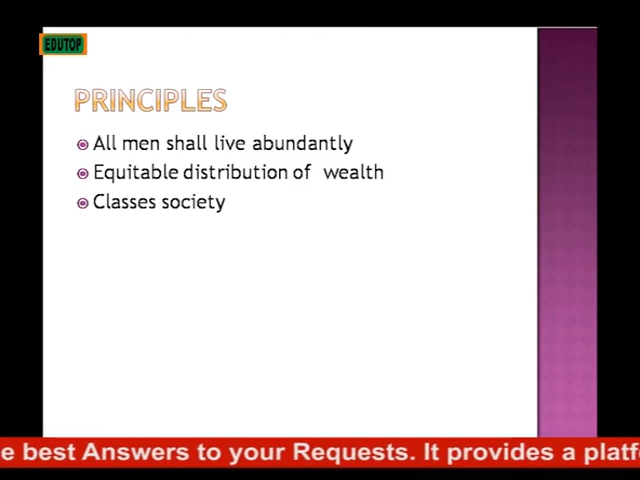 EDUTOP
PRINCIPLES
All men shall live abundantly
Equitable distribution of wealth
Classes society
e best Answers to your Requests. It provides a platf